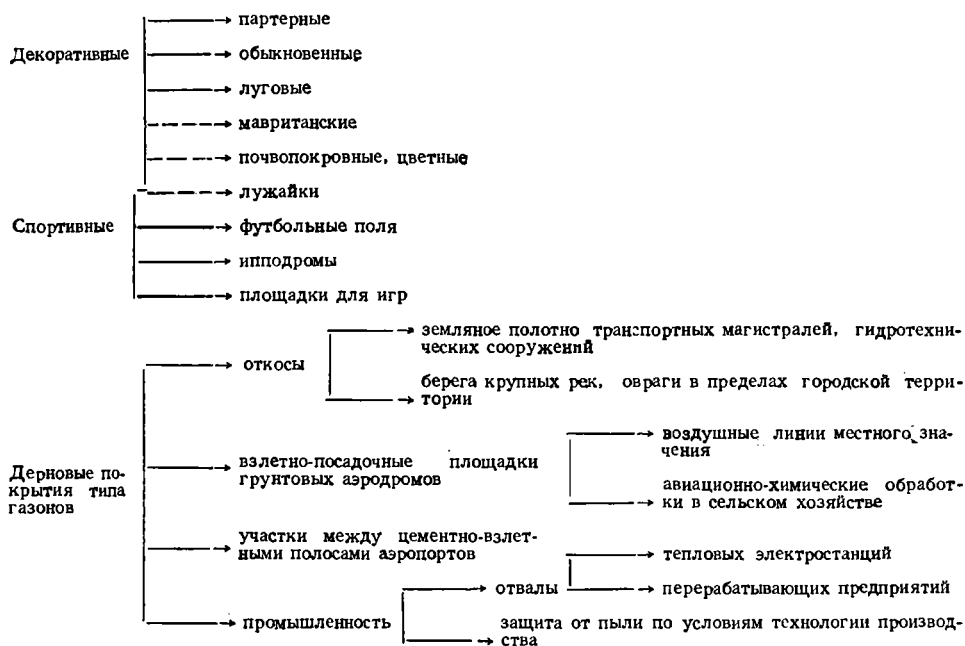 Декоративные
партерные
обыкновенные
луговые
мавританские
почвопокровные, цветные
лужайки
Спортивные
футбольные поля
ипподромы
площадки для игр
Дерновые по-
крытия типа
газонов
откосы
земляное полотно транспортных магистралей, гидротехни-
ческих сооружений
берега крупных рек, овраги в пределах городской терри-
тории
взлетно-посадочные площадки
грунтовых аэродромов
воздушные линии местного зна-
чения
авиационно-химические обработ-
ки в сельском хозяйстве
участки между цементно-взлет-
ными полосами аэропортов
промышленность
отвалы
тепловых электростанций
перерабатывающих предприятий
защита от пыли по условиям технологии производ-
ства